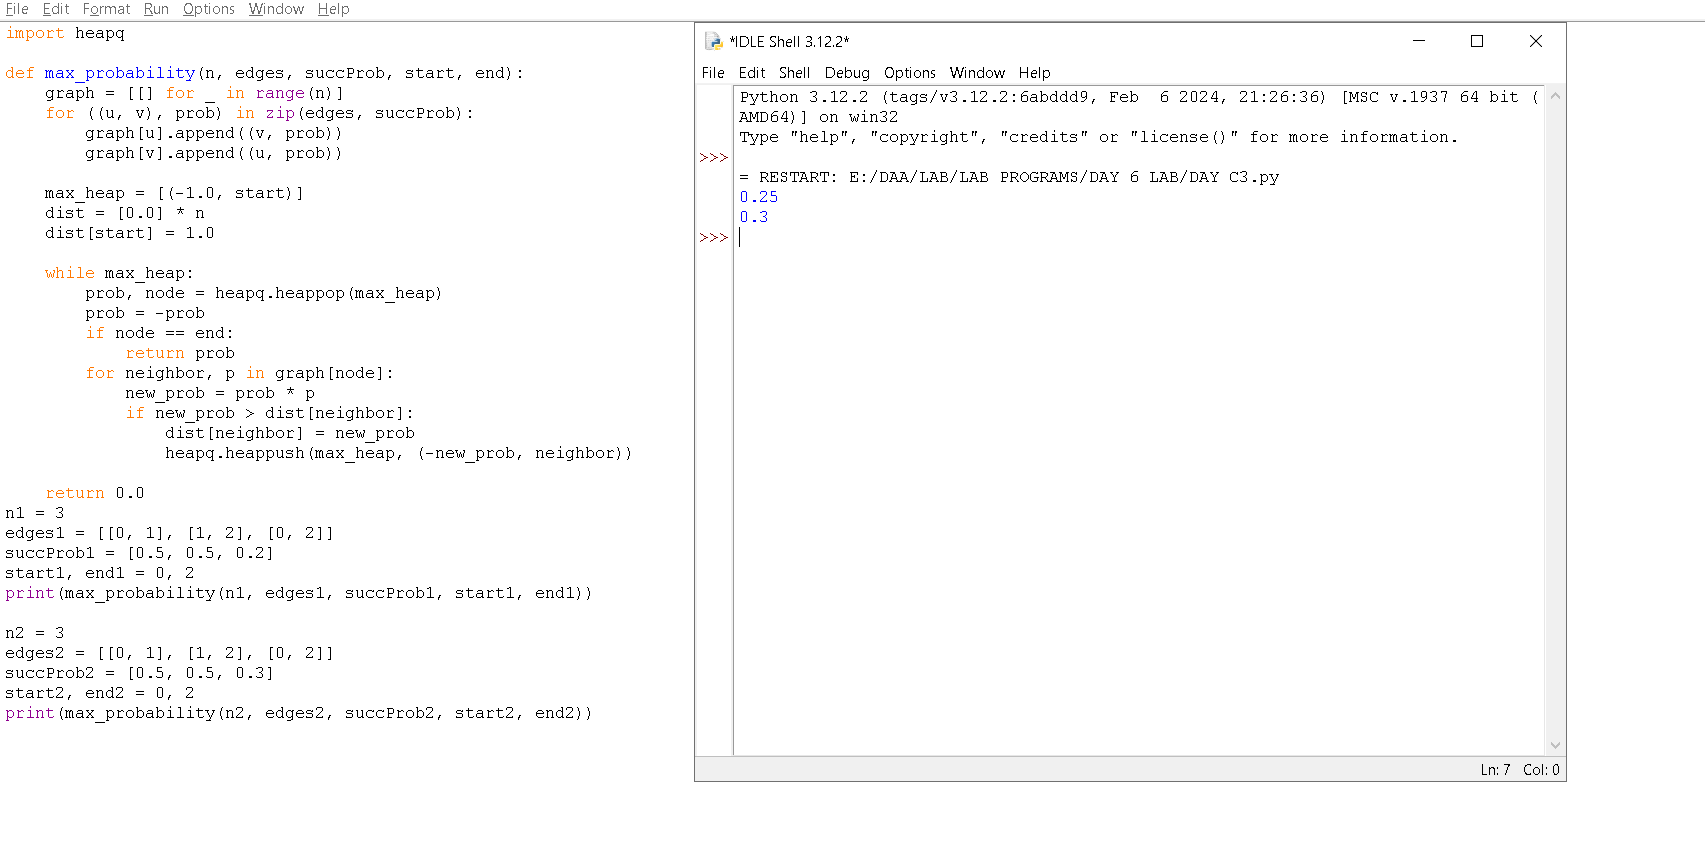 File Edit Format Run Options Window Help
import heapq

def max_probability(n, edges, succProb, start, end):
    graph = [[] for _ in range(n)]
    for ((u, v), prob) in zip(edges, succProb):
        graph[u].append((v, prob))
        graph[v].append((u, prob))

    max_heap = [(-1.0, start)]
    dist = [0.0] * n
    dist[start] = 1.0

    while max_heap:
        prob, node = heapq.heappop(max_heap)
        prob = -prob
        if node == end:
            return prob
        for neighbor, p in graph[node]:
            new_prob = prob * p
            if new_prob > dist[neighbor]:
                dist[neighbor] = new_prob
                heapq.heappush(max_heap, (-new_prob, neighbor))

    return 0.0
n1 = 3
edges1 = [[0, 1], [1, 2], [0, 2]]
succProb1 = [0.5, 0.5, 0.2]
start1, end1 = 0, 2
print(max_probability(n1, edges1, succProb1, start1, end1))

n2 = 3
edges2 = [[0, 1], [1, 2], [0, 2]]
succProb2 = [0.5, 0.5, 0.3]
start2, end2 = 0, 2
print(max_probability(n2, edges2, succProb2, start2, end2))
*IDLE Shell 3.12.2*
File Edit Shell Debug Options Window Help
Python 3.12.2 (tags/v3.12.2:6abddd9, Feb  6 2024, 21:26:36) [MSC v.1937 64 bit (
AMD64)] on win32
Type "help", "copyright", "credits" or "license()" for more information.
>>>
= RESTART: E:/DAA/LAB/LAB PROGRAMS/DAY 6 LAB/DAY C3.py
0.25
0.3
>>>
Ln: 7 Col: 0